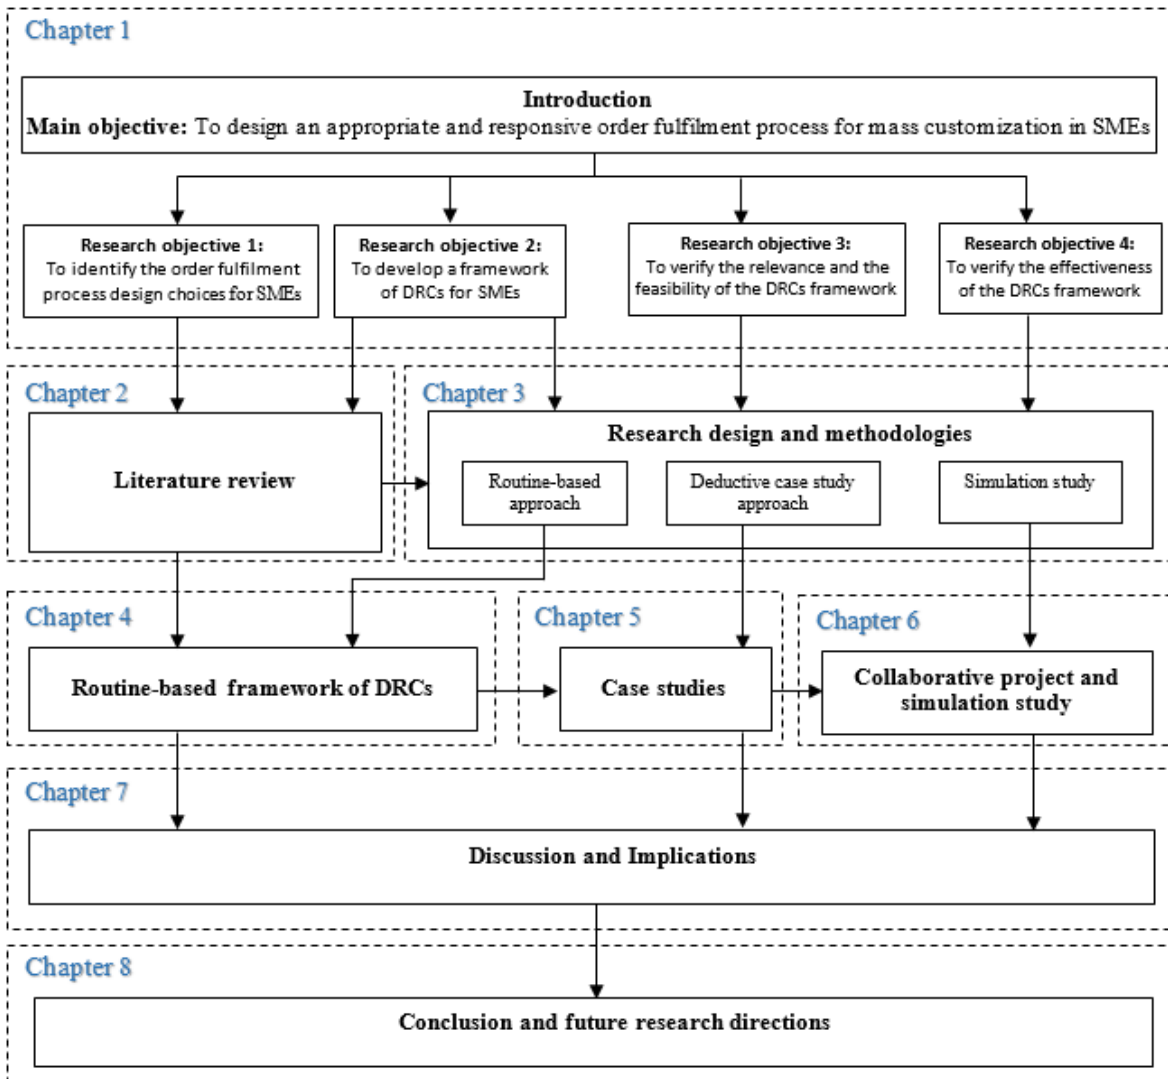 Chapter 1
Introduction
Main objective: To design an appropriate and responsive order fulfilment process for mass customization in SMEs
Research objective 1:
To identify the order fulfilment
process design choices for SMEs
Research objective 2:
To develop a framework
of DRCs for SMEs
Research objective 3:
To verify the relevance and the
feasibility of the DRCs framework
Research objective 4:
To verify the effectiveness
of the DRCs framework
Chapter 2
Literature review
Chapter 3
Research design and methodologies
Routine-based
approach
Deductive case study
approach
Simulation study
Chapter 4
Routine-based framework of DRCs
Chapter 5
Case studies
Chapter 6
Collaborative project and
simulation study
Chapter 7
Discussion and Implications
Chapter 8
Conclusion and future research directions